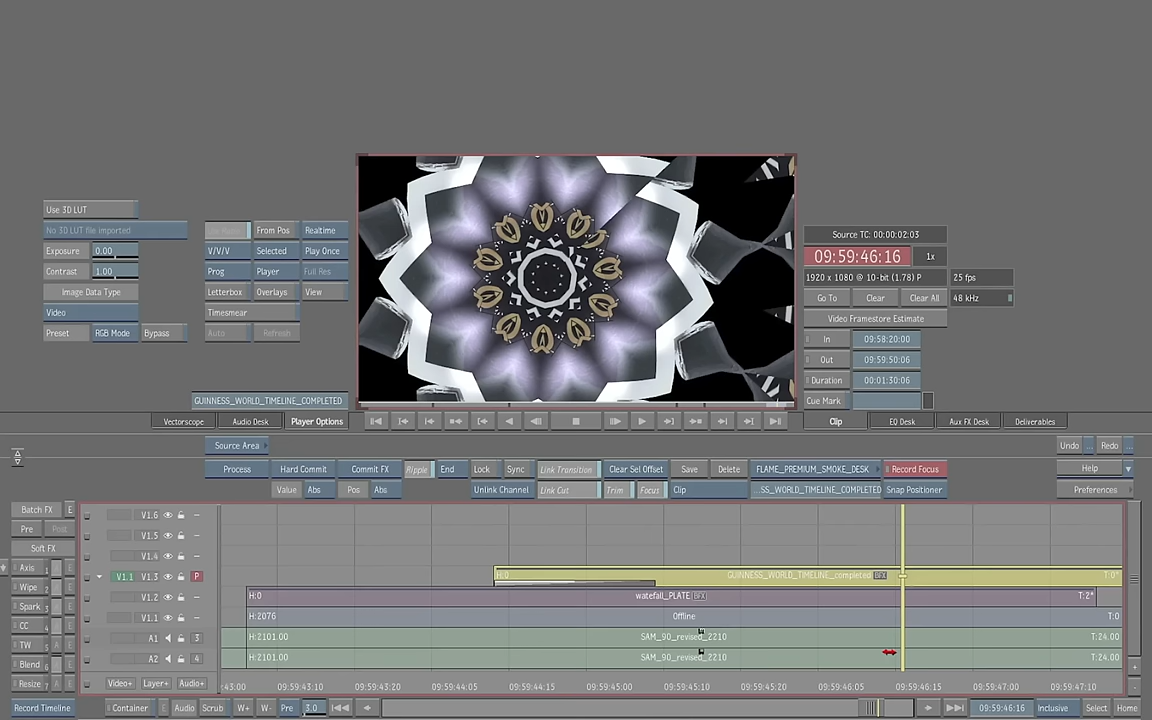 Use 3D LUT
No 3D LUT file imported
From Pos Realtime
Exposure 0.00 V/V/V Selected Play Once
Contrast 1.00 Prog Player Full Res
Image Data Type Letterbox Overlays View
Video Timesmear
Preset RGB Mode Bypass Auto Refresh
Source TC: 00:00:02:03
09:59:46:16 1x
1920 x 1080 @ 10-bit (1.78) P 25 fps
Go To Clear Clear All 48 kHz
Video Framestore Estimate
In 09:58:20:00
Out 09:59:50:06
Duration 00:01:30:06
Cue Mark
GUINNESS_WORLD_TIMELINE_COMPLETED
Vectorscope Audio Desk Player Options Clip EQ Desk Aux FX Desk Deliverables
Source Area Undo ... Redo ...
Process Hard Commit Commit FX Ripple End Lock Sync Link Transition Clear Sel Offset Save Delete FLAME_PREMIUM_SMOKE_DESK Record Focus Help
Value Abs Pos Abs Unlink Channel Link Cut Trim Focus Clip ...SS_WORLD_TIMELINE_COMPLETED Snap Positioner Preferences
Batch FX E V1.6
Pre Post V1.5
Soft FX V1.4
Axis E V1.1 V1.3 P H:0 GUINNESS_WORLD_TIMELINE_completed BFX T:0*
Wipe E V1.2 H:0 watefall_PLATE BFX T:2*
Spark E V1.1 H:2076 Offline T:0
CC E A1 3 H:2101.00 SAM_90_revised_2210 T:24.00
TW E A2 4 H:2101.00 SAM_90_revised_2210 T:24.00
Blend E
Resize E Video+ Layer+ Audio+ :43:00 09:59:43:10 09:59:43:20 09:59:44:05 09:59:44:15 09:59:45:00 09:59:45:10 09:59:45:20 09:59:46:05 09:59:46:15 09:59:47:00 09:59:47:10
Record Timeline Container E Audio Scrub W+ W- Pre 3.0 09:59:46:16 Inclusive Select Home